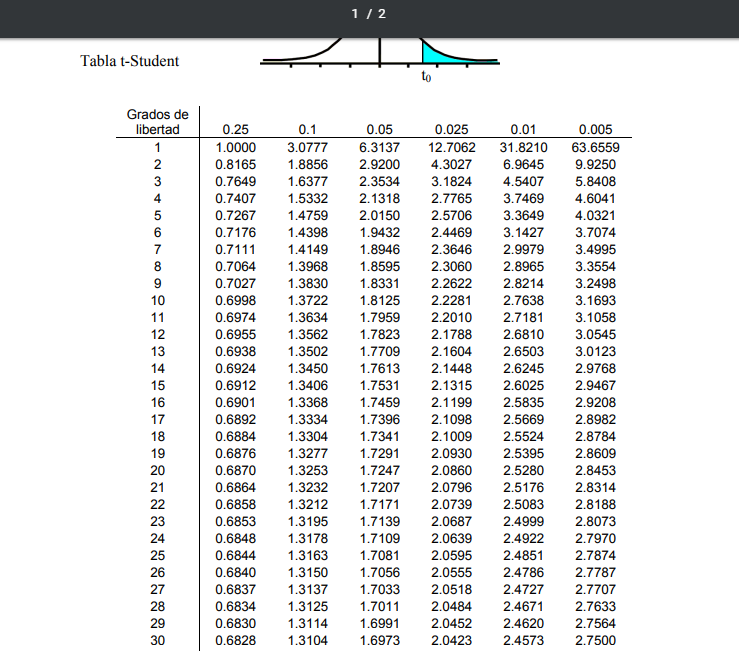 1 / 2
Tabla t-Student
t0
Grados de
libertad 0.25 0.1 0.05 0.025 0.01 0.005
1 1.0000 3.0777 6.3137 12.7062 31.8210 63.6559
2 0.8165 1.8856 2.9200 4.3027 6.9645 9.9250
3 0.7649 1.6377 2.3534 3.1824 4.5407 5.8408
4 0.7407 1.5332 2.1318 2.7765 3.7469 4.6041
5 0.7267 1.4759 2.0150 2.5706 3.3649 4.0321
6 0.7176 1.4398 1.9432 2.4469 3.1427 3.7074
7 0.7111 1.4149 1.8946 2.3646 2.9979 3.4995
8 0.7064 1.3968 1.8595 2.3060 2.8965 3.3554
9 0.7027 1.3830 1.8331 2.2622 2.8214 3.2498
10 0.6998 1.3722 1.8125 2.2281 2.7638 3.1693
11 0.6974 1.3634 1.7959 2.2010 2.7181 3.1058
12 0.6955 1.3562 1.7823 2.1788 2.6810 3.0545
13 0.6938 1.3502 1.7709 2.1604 2.6503 3.0123
14 0.6924 1.3450 1.7613 2.1448 2.6245 2.9768
15 0.6912 1.3406 1.7531 2.1315 2.6025 2.9467
16 0.6901 1.3368 1.7459 2.1199 2.5835 2.9208
17 0.6892 1.3334 1.7396 2.1098 2.5669 2.8982
18 0.6884 1.3304 1.7341 2.1009 2.5524 2.8784
19 0.6876 1.3277 1.7291 2.0930 2.5395 2.8609
20 0.6870 1.3253 1.7247 2.0860 2.5280 2.8453
21 0.6864 1.3232 1.7207 2.0796 2.5176 2.8314
22 0.6858 1.3212 1.7171 2.0739 2.5083 2.8188
23 0.6853 1.3195 1.7139 2.0687 2.4999 2.8073
24 0.6848 1.3178 1.7109 2.0639 2.4922 2.7970
25 0.6844 1.3163 1.7081 2.0595 2.4851 2.7874
26 0.6840 1.3150 1.7056 2.0555 2.4786 2.7787
27 0.6837 1.3137 1.7033 2.0518 2.4727 2.7707
28 0.6834 1.3125 1.7011 2.0484 2.4671 2.7633
29 0.6830 1.3114 1.6991 2.0452 2.4620 2.7564
30 0.6828 1.3104 1.6973 2.0423 2.4573 2.7500